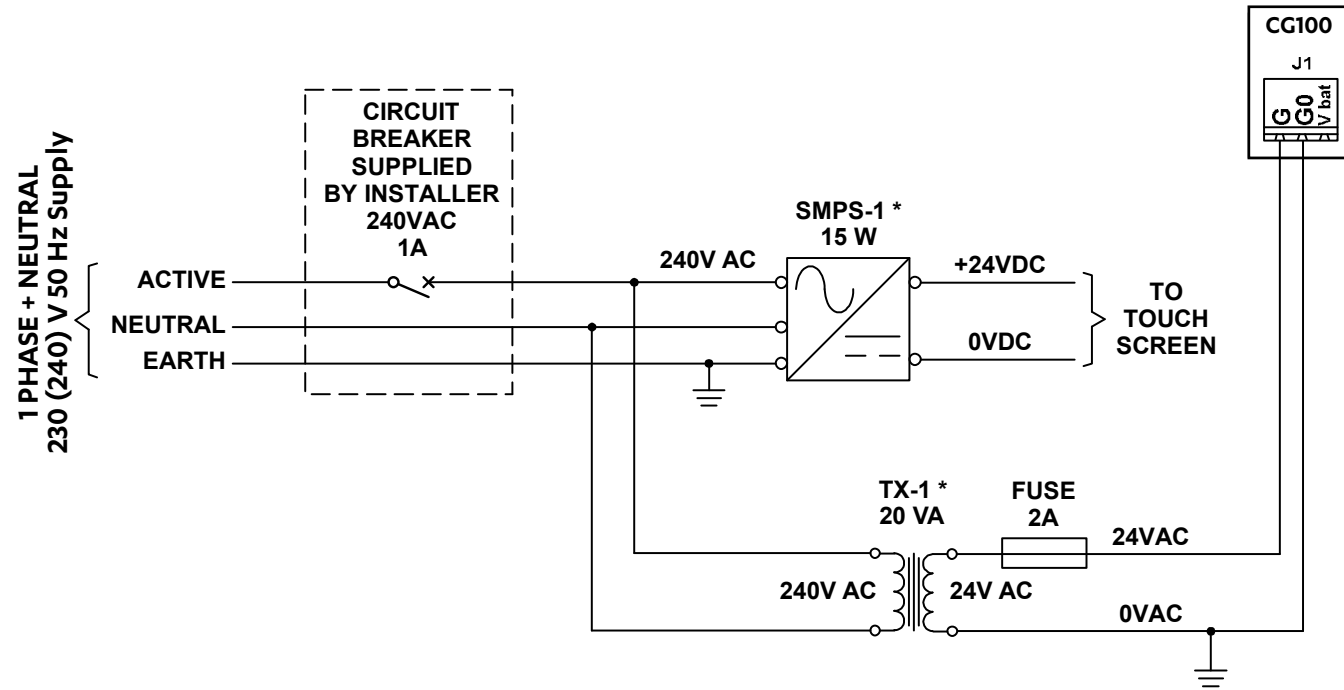 1 PHASE + NEUTRAL
230 (240) V 50 Hz Supply
ACTIVE
NEUTRAL
EARTH
CIRCUIT
BREAKER
SUPPLIED
BY INSTALLER
240VAC
1A
240V AC
SMPS-1 *
15 W
+24VDC
0VDC
TO
TOUCH
SCREEN
CG100
J1
G
G0
V bat
TX-1 *
20 VA
FUSE
2A
24VAC
240V AC
24V AC
0VAC